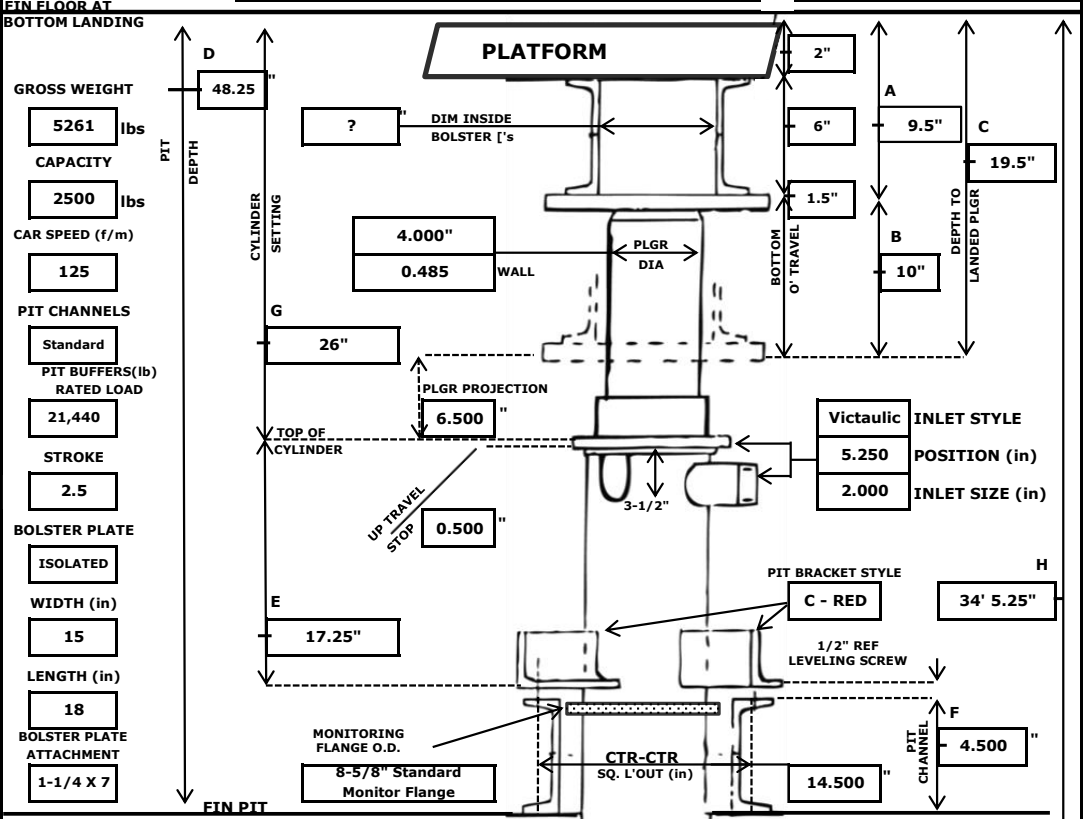 FIN FLOOR AT
BOTTOM LANDING
PLATFORM
2"
D
48.25 "
GROSS WEIGHT
5261 lbs
CAPACITY
2500 lbs
CAR SPEED (f/m)
125
PIT CHANNELS
Standard
PIT BUFFERS(lb)
RATED LOAD
21,440
STROKE
2.5
BOLSTER PLATE
ISOLATED
WIDTH (in)
15
LENGTH (in)
18
BOLSTER PLATE
ATTACHMENT
1-1/4 X 7
PIT
DEPTH
CYLINDER
SETTING
? "
DIM INSIDE
BOLSTER ['s
6"
A
9.5"
C
19.5"
1.5"
4.000"
0.485 WALL
PLGR
DIA
BOTTOM
O' TRAVEL
B
10"
DEPTH TO
LANDED PLGR
G
26"
PLGR PROJECTION
6.500 "
TOP OF
CYLINDER
UP TRAVEL
STOP
0.500 "
3-1/2"
Victaulic INLET STYLE
5.250 POSITION (in)
2.000 INLET SIZE (in)
PIT BRACKET STYLE
C - RED
H
34' 5.25"
E
17.25"
1/2" REF
LEVELING SCREW
MONITORING
FLANGE O.D.
8-5/8" Standard
Monitor Flange
CTR-CTR
SQ. L'OUT (in)
14.500 "
PIT
CHANNEL
F
4.500 "
FIN PIT